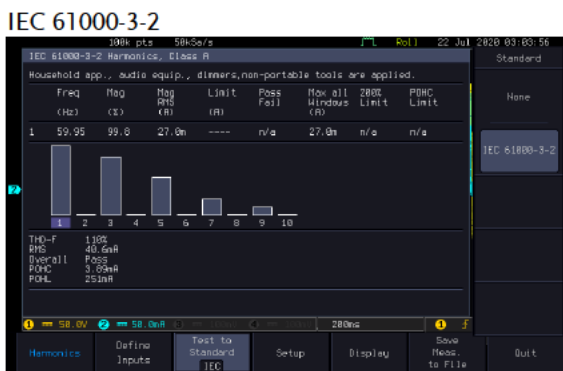 IEC 61000-3-2
100k pts 50kSa/s Roll 22 Jul 2020 03:03:56
IEC 61000-3-2 Harmonics, Class A
Household app., audio equip., dimmers,non-portable tools are applied.
Freq Mag Mag Limit Pass Max all 200% POHC
RMS Fail Windows Limit Limit
(Hz) (%) (A) (A) (A)
1 59.95 99.8 27.0m ---- n/a 27.0m n/a n/a
1 2 3 4 5 6 7 8 9 10
THD-F 110%
RMS 40.6mA
Overall Pass
POHC 3.89mA
POHL 251mA
Standard
None
IEC 61000-3-2
2
1 50.0V 2 50.0mA 200ms 1
Harmonics
Define
Inputs
Test to
Standard
IEC
Setup
Display
Save
Meas.
to File
Quit